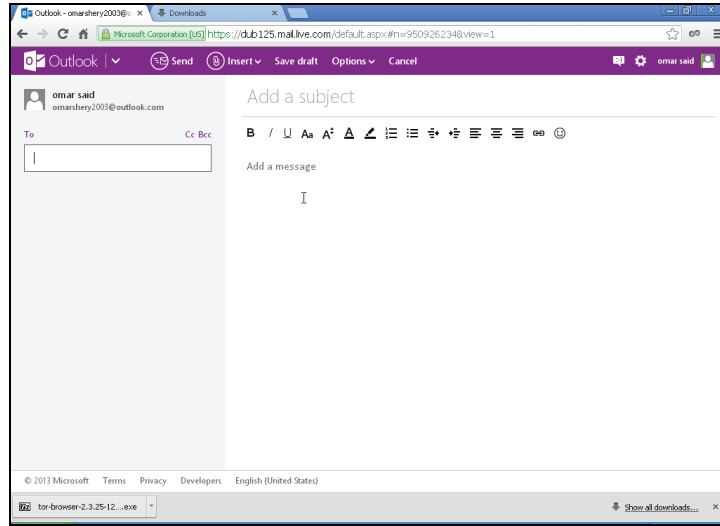 Outlook - omarshery2003@o
Downloads
Microsoft Corporation [US] https://dub125.mail.live.com/default.aspx#n=950926234&view=1
Outlook
Send
Insert
Save draft
Options
Cancel
omar said
omar said
omarshery2003@outlook.com
Add a subject
To
Cc Bcc
B I U Aa A A
Add a message
© 2013 Microsoft Terms Privacy Developers English (United States)
tor-browser-2.3.25-12....exe
Show all downloads...